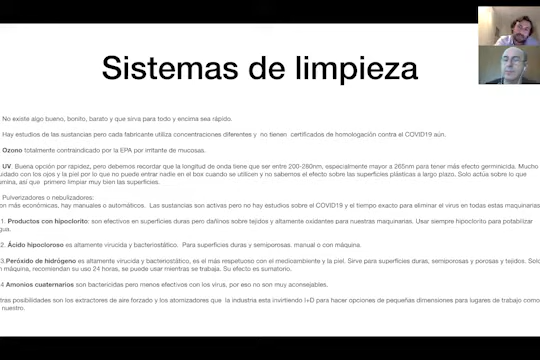 Sistemas de limpieza
No existe algo bueno, bonito, barato y que sirva para todo y encima sea rápido.
Hay estudios de las sustancias pero cada fabricante utiliza concentraciones diferentes y no tienen certificados de homologación contra al COVID19 aún.
Ozono totalmente contraindicado por la EPA por irritante de mucosas.
UV. Buena opción por rapidez, pero debemos recordar que la longitud de onda tiene que ser entre 200-280nm, especialmente mayor a 265nm para tener más efecto germinicida. Mucho
uidado con los ojos y la piel por lo que no puede entrar nadie en el box cuando se utilicen y no sabemos el efecto sobre las superficies plásticas a largo plazo. Solo actúa sobre lo que
umina, así que primero limpiar muy bien las superficies.
Pulverizadores o nebulizadores:
on más económicas, hay manuales o automáticos. Las sustancias son activas pero no hay estudios sobre el COVID19 y el tiempo exacto para eliminar el virus en todas estas maquinarias.
1. Productos con hipoclorito: son efectivos en superficies duras pero dañinos sobre tejidos y altamente oxidantes para nuestras maquinarias. Usar siempre hipoclorito para potabilizar
gua.
2. Ácido hipocloroso es altamente virucida y bacteriostático. Para superficies duras y semiporosas. manual o con máquina.
3.Peróxido de hidrógeno es altamente virucida y bacteriostático, es el más respetuoso con el medioambiente y la piel. Sirve para superficies duras, semiporosas y porosas y tejidos. Solo
n máquina, recomiendan su uso 24 horas, se puede usar mientras se trabaja. Su efecto es sumatorio.
4 Amonios cuaternarios son bactericidas pero menos efectivos con los virus, por eso no son muy aconsejables.
tras posibilidades son los extractores de aire forzado y los atomizadores que la industria esta invirtiendo I+D para hacer opciones de pequeñas dimensiones para lugares de trabajo como
nuestro.